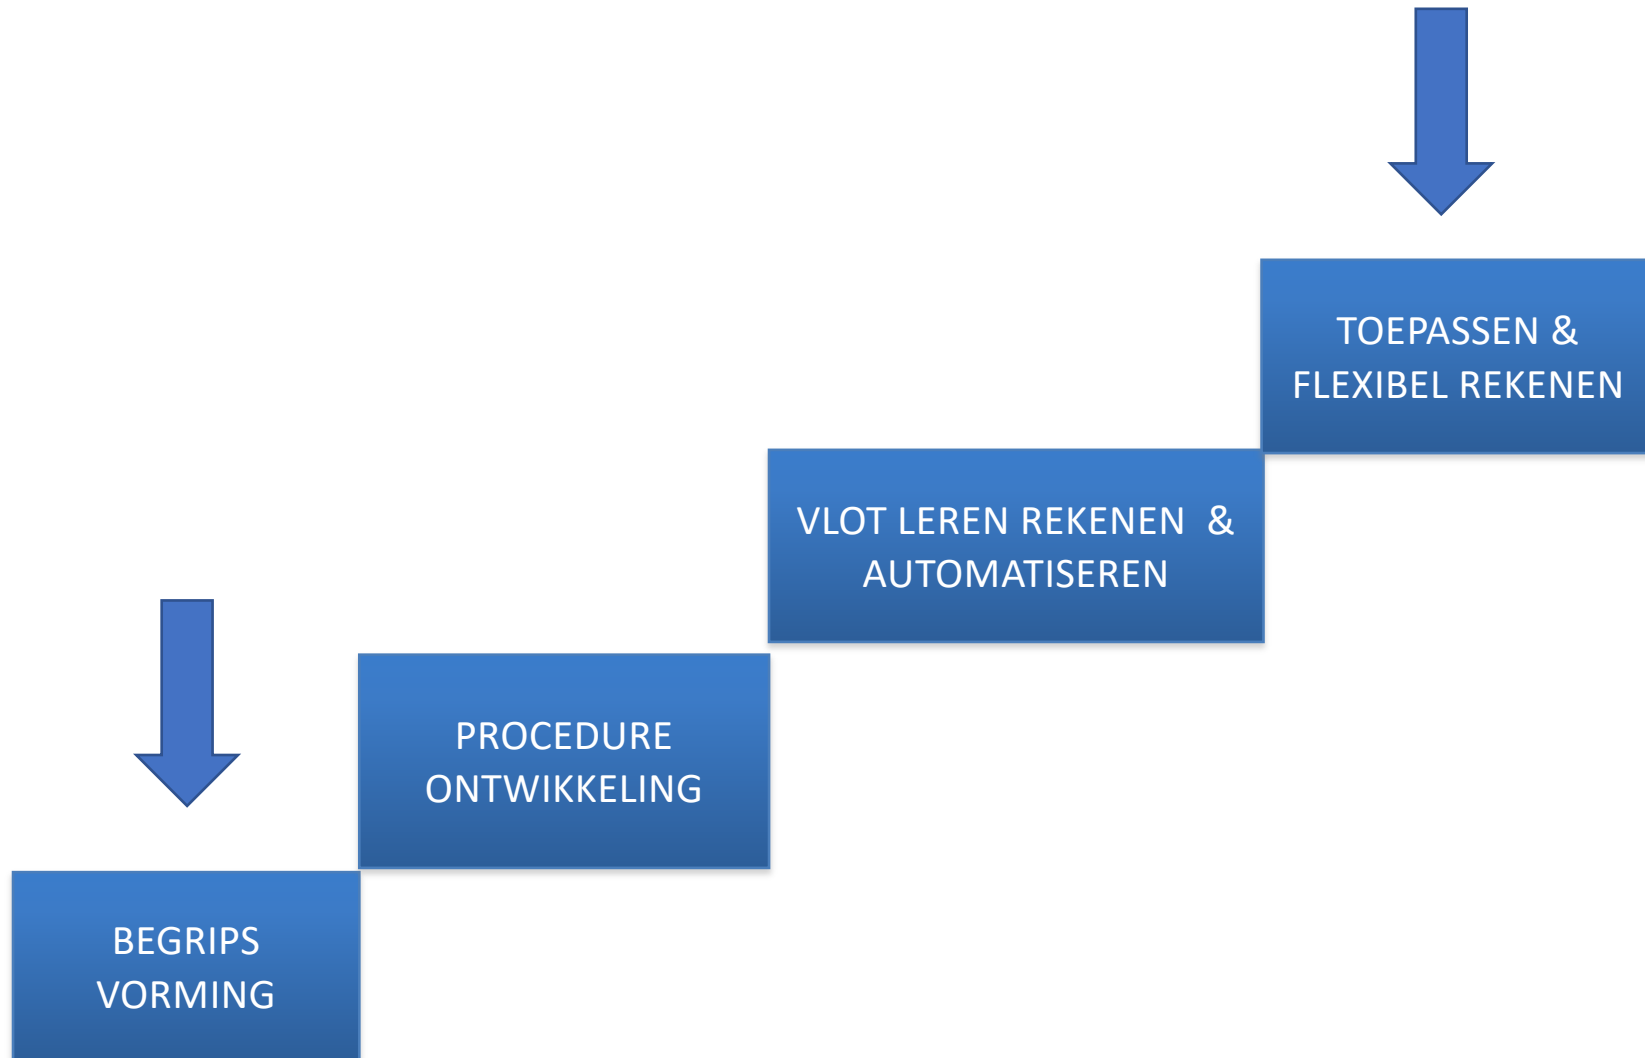 TOEPASSEN &
FLEXIBEL REKENEN
VLOT LEREN REKENEN  &
AUTOMATISEREN
PROCEDURE
ONTWIKKELING
BEGRIPS
VORMING